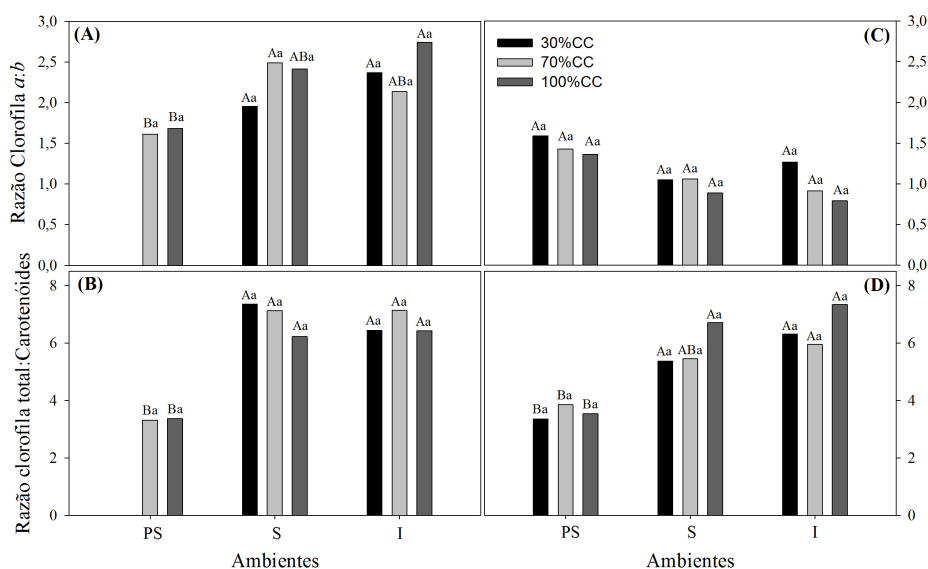 (A)
(C)
Razão Clorofila a:b
3,0
2,5
2,0
1,5
1,0
0,5
0,0
Ba Ba
Aa Aa ABa
Aa ABa Aa
30%CC
70%CC
100%CC
Aa Aa Aa
Aa Aa Aa
Aa Aa Aa
3,0
2,5
2,0
1,5
1,0
0,5
0,0
(B)
(D)
Razão clorofila total:Carotenóides
8
6
4
2
0
Ba Ba
Aa Aa Aa
Aa Aa Aa
Ba Ba Ba
Aa ABa Aa
Aa Aa Aa
8
6
4
2
0
PS S I
PS S I
Ambientes
Ambientes